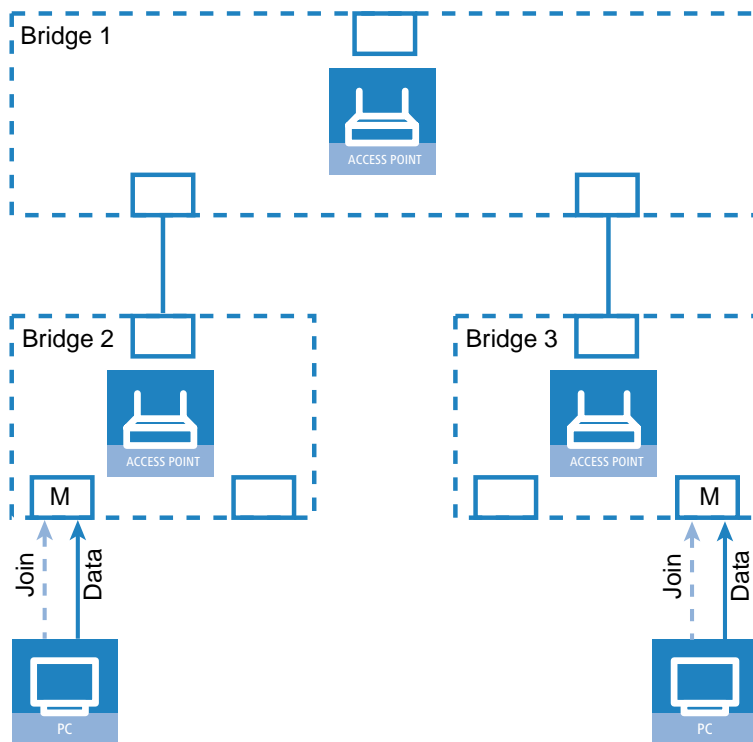 Bridge 1
ACCESS POINT
Bridge 2
Bridge 3
ACCESS POINT
ACCESS POINT
M
M
Join
Data
Join
Data
PC
PC